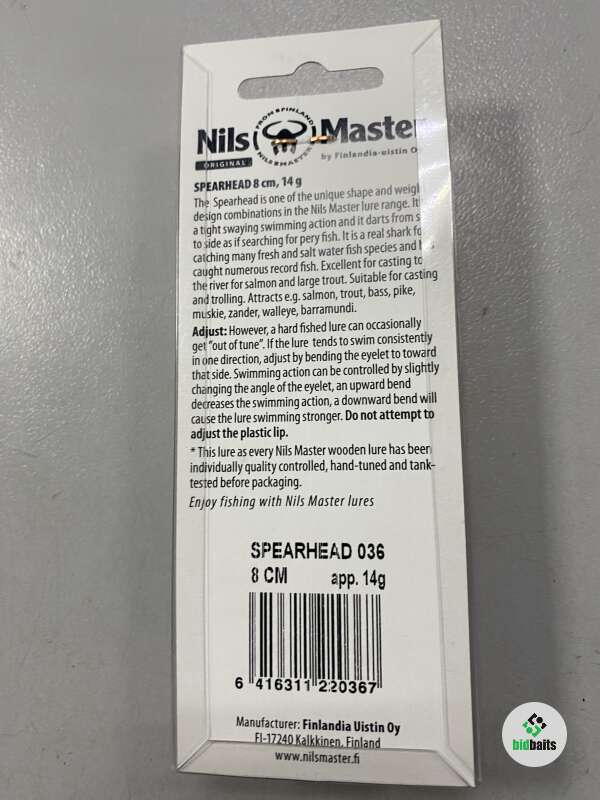 FROM FINLAND
Nils Master
NILSMASTER
ORIGINAL
by Finlandia-uistin O
SPEARHEAD 8 cm, 14 g
The Spearhead is one of the unique shape and weigh
design combinations in the Nils Master lure range. It
a tight swaying swimming action and it darts from s
to side as if searching for pery fish. It is a real shark fo
catching many fresh and salt water fish species and
caught numerous record fish. Excellent for casting to
the river for salmon and large trout. Suitable for casting
and trolling. Attracts e.g. salmon, trout, bass, pike,
muskie, zander, walleye, barramundi.
Adjust: However, a hard fished lure can occasionally
get "out of tune". If the lure tends to swim consistently
in one direction, adjust by bending the eyelet to toward
that side. Swimming action can be controlled by slightly
changing the angle of the eyelet, an upward bend
decreases the swimming action, a downward bend will
cause the lure swimming stronger. Do not attempt to
adjust the plastic lip.
* This lure as every Nils Master wooden lure has been
individually quality controlled, hand-tuned and tank-
tested before packaging.
Enjoy fishing with Nils Master lures
SPEARHEAD 036
8 CM app. 14g
6 416311 220367
Manufacturer: Finlandia Uistin Oy
FI-17240 Kalkkinen, Finland
www.nilsmaster.fi
bidbaits